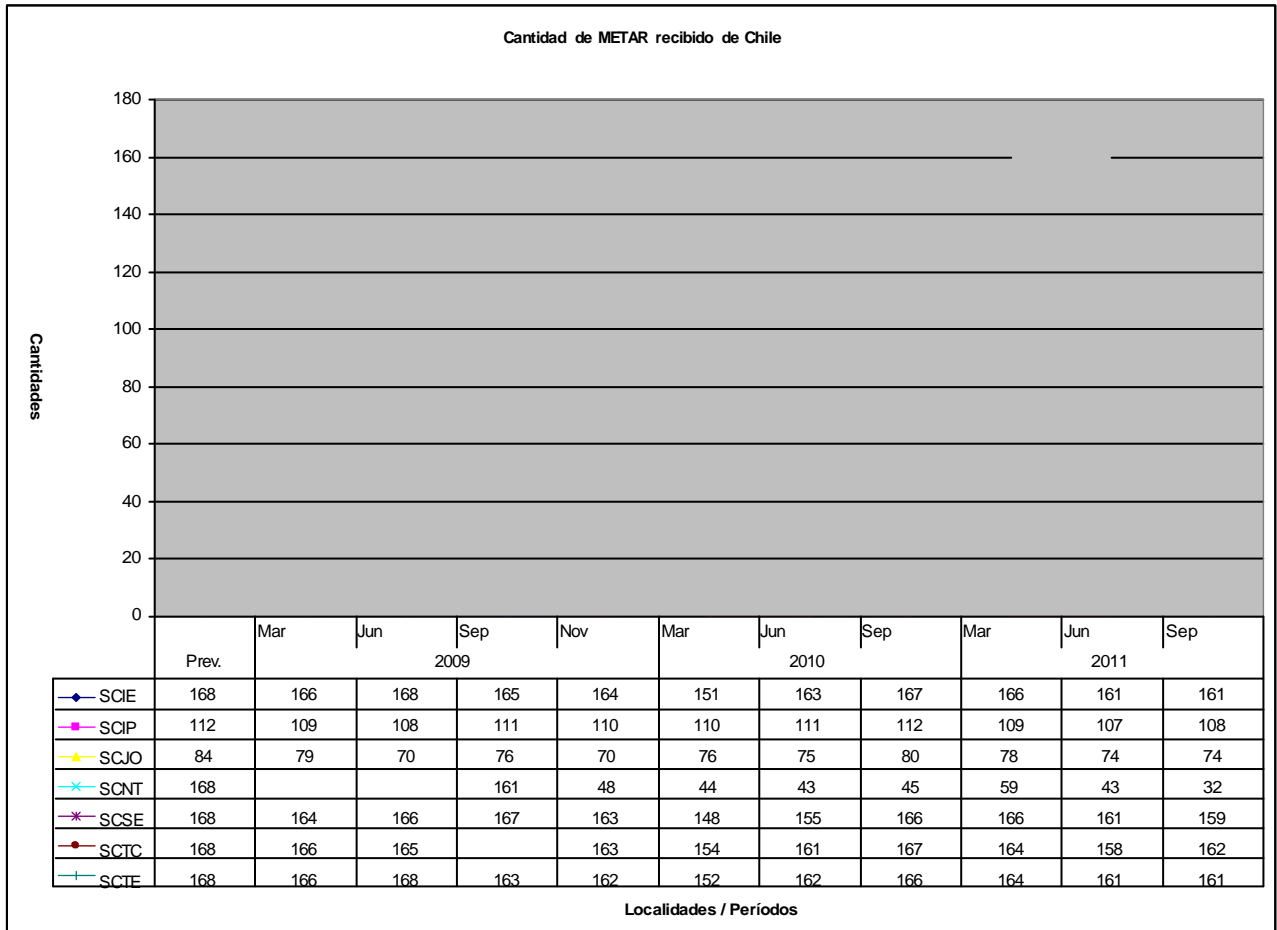 Cantidad de METAR recibido de Chile
180
160
140
120
100
80
60
40
20
0
Cantidades
Mar Jun Sep Nov Mar Jun Sep Mar Jun Sep
Prev. 2009 2010 2011
SCIE 168 166 168 165 164 151 163 167 166 161 161
SCIP 112 109 108 111 110 110 111 112 109 107 108
SCJO 84 79 70 76 70 76 75 80 78 74 74
SCNT 168 161 48 44 43 45 59 43 32
SCSE 168 164 166 167 163 148 155 166 166 161 159
SCTC 168 166 165 163 154 161 167 164 158 162
SCTE 168 166 168 163 162 152 162 166 164 161 161
Localidades / Períodos